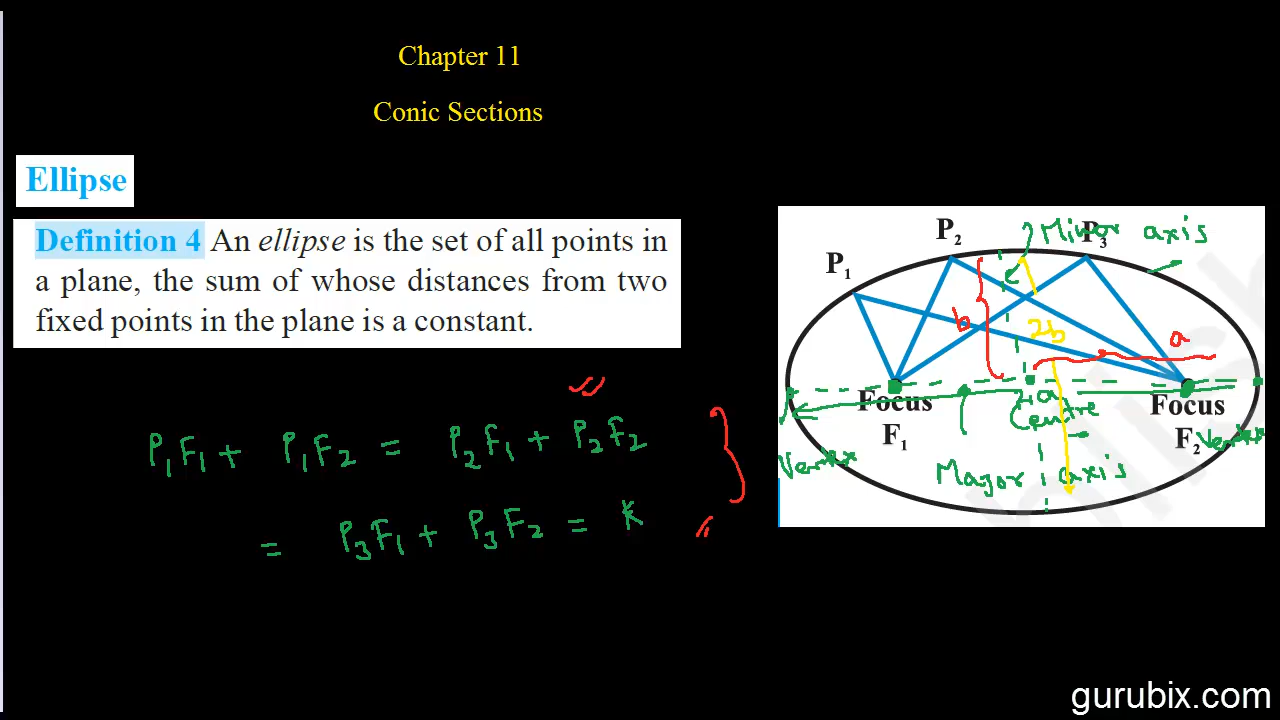 Chapter 11
Conic Sections
Ellipse
Definition 4 An ellipse is the set of all points in
a plane, the sum of whose distances from two
fixed points in the plane is a constant.
P₁F₁ + P₁F₂ = P₂F₁ + P₂F₂
= P₃F₁ + P₃F₂ = K
P₂
Minor axis
P₃
P₁
b
2b
a
2a
Focus
F₁
Centre
Focus
F₂
Vertex
Vertex
Major axis
gurubix.com